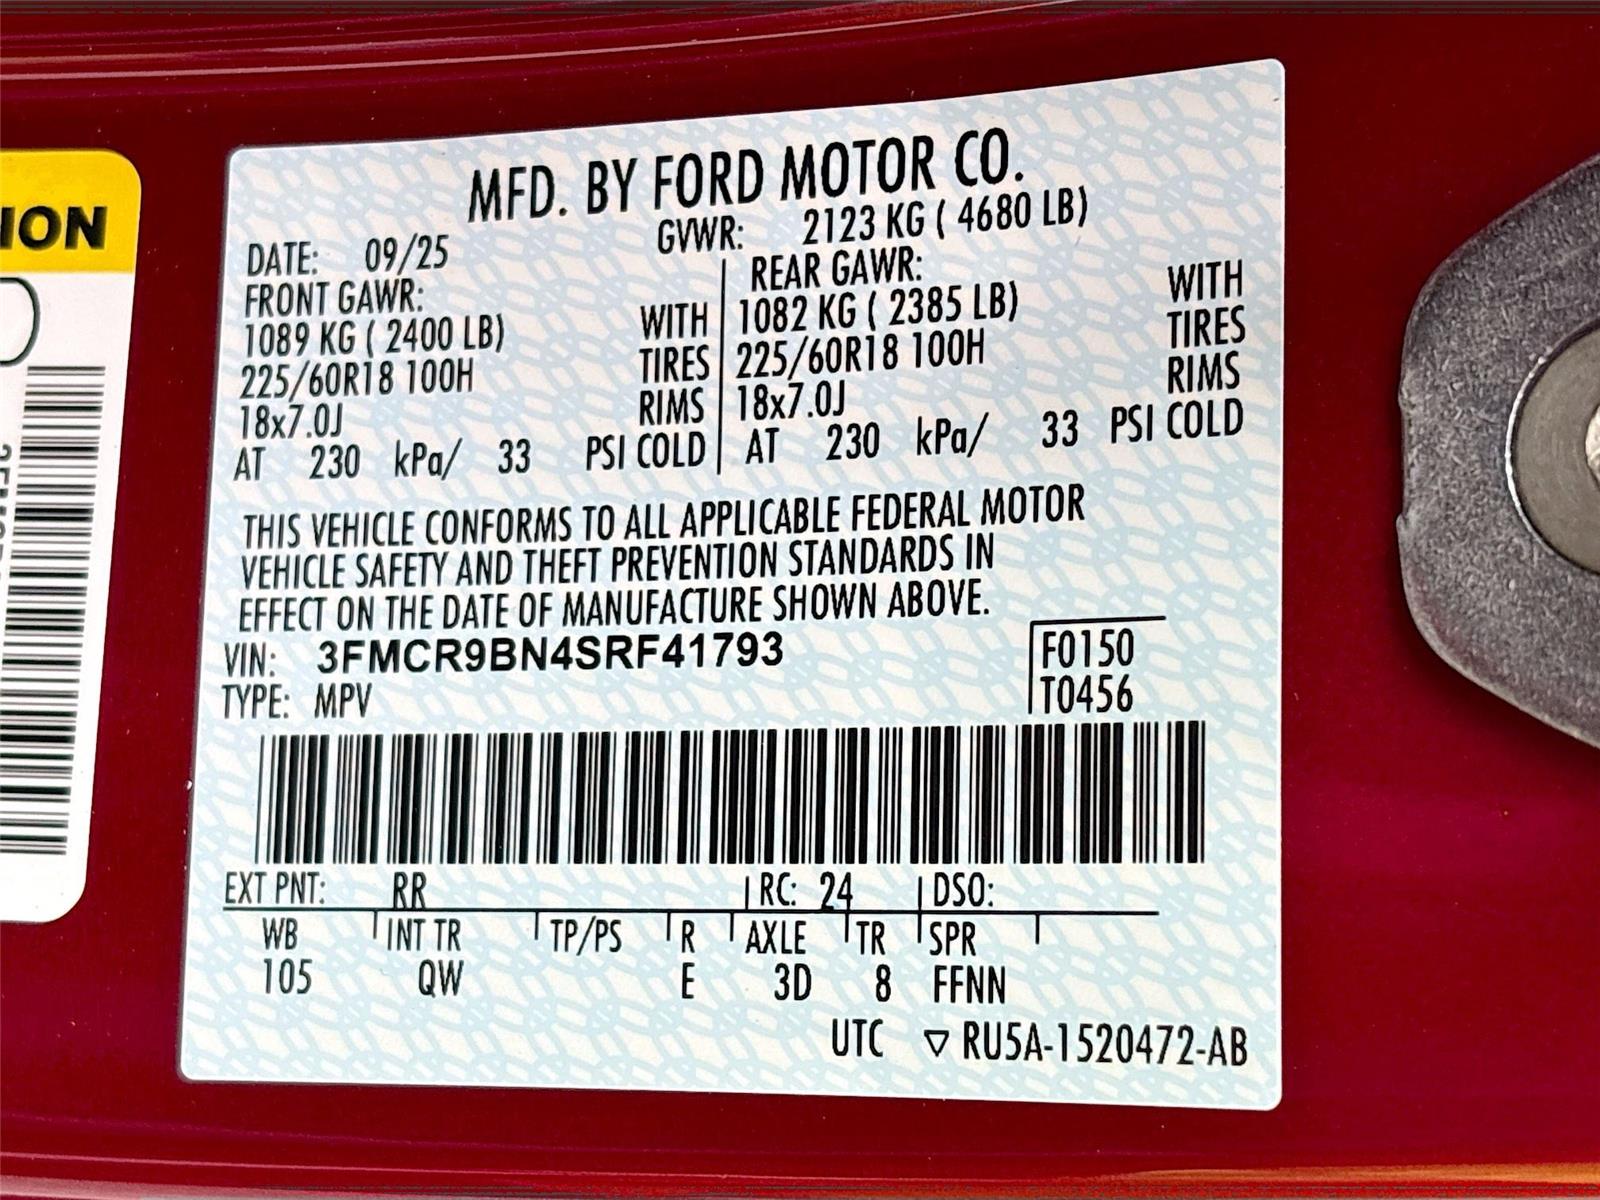 ION
MFD. BY FORD MOTOR CO.
DATE: 09/25 GVWR: 2123 KG ( 4680 LB)
FRONT GAWR: REAR GAWR:
1089 KG ( 2400 LB) WITH 1082 KG ( 2385 LB) WITH
225/60R18 100H TIRES 225/60R18 100H TIRES
18x7.0J RIMS 18x7.0J RIMS
AT 230 kPa/ 33 PSI COLD AT 230 kPa/ 33 PSI COLD
THIS VEHICLE CONFORMS TO ALL APPLICABLE FEDERAL MOTOR
VEHICLE SAFETY AND THEFT PREVENTION STANDARDS IN
EFFECT ON THE DATE OF MANUFACTURE SHOWN ABOVE.
VIN: 3FMCR9BN4SRF41793 F0150
TYPE: MPV T0456
EXT PNT: RR RC: 24 DSO:
WB INT TR TP/PS R AXLE TR SPR
105 QW E 3D 8 FFNN
UTC ▽ RU5A-1520472-AB